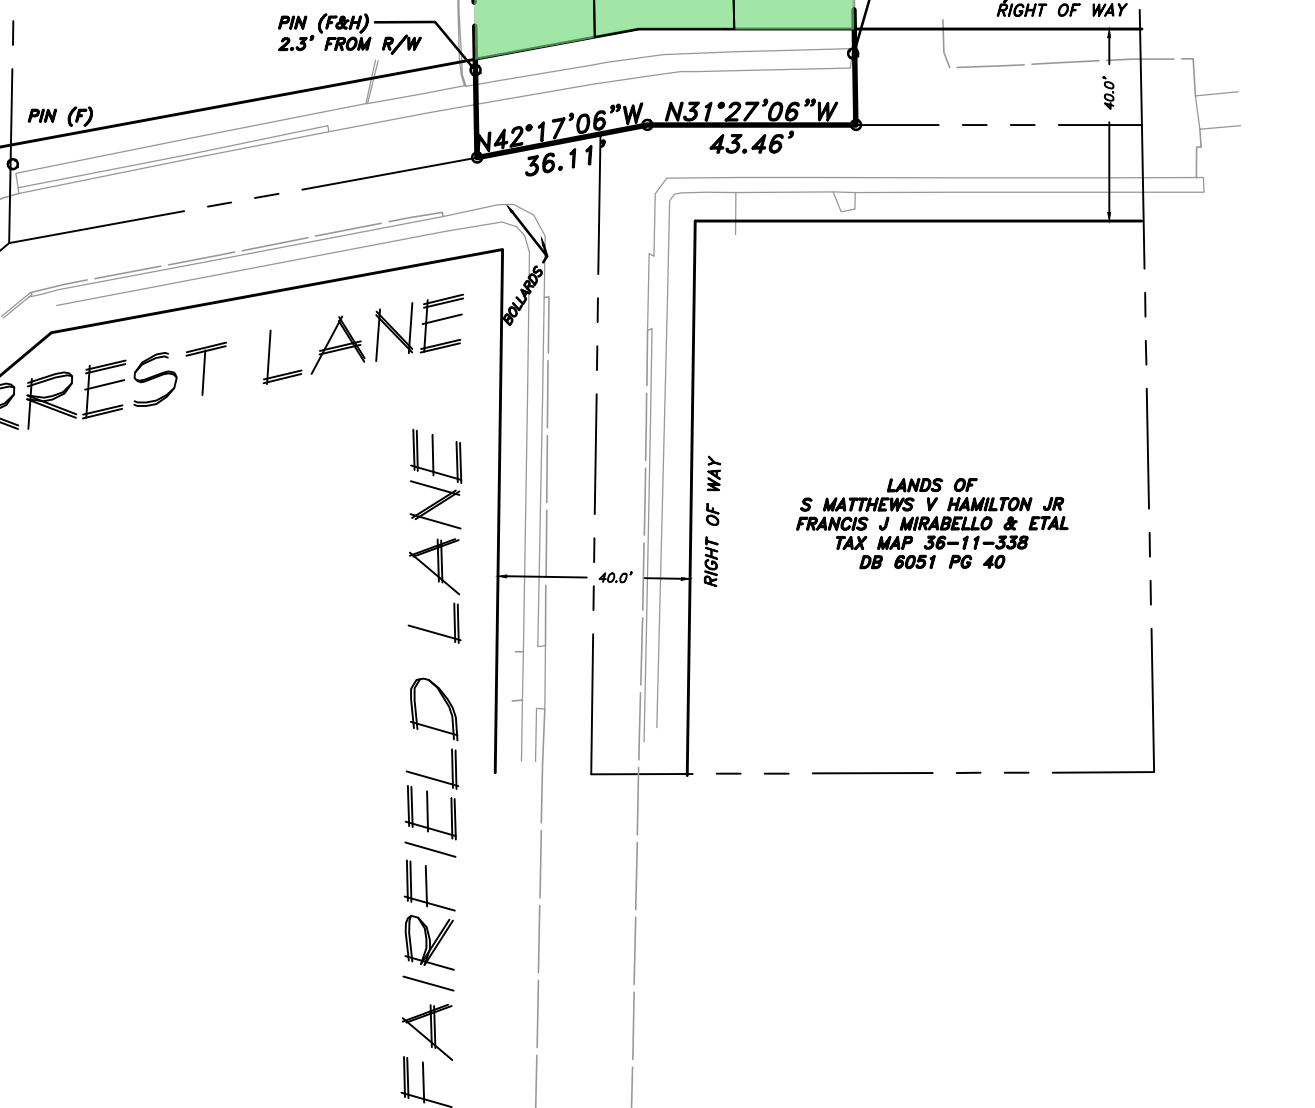 RIGHT OF WAY
PIN (F&H)
2.3' FROM R/W
PIN (F)
40.0'
N42°17'06"W
36.11'
N31°27'06"W
43.46'
BOLLARDS
RREST LANE
FAIRFIELD LANE
RIGHT OF WAY
40.0'
LANDS OF
S MATTHEWS V HAMILTON JR
FRANCIS J MIRABELLO & ETAL
TAX MAP 36-11-338
DB 6051 PG 40